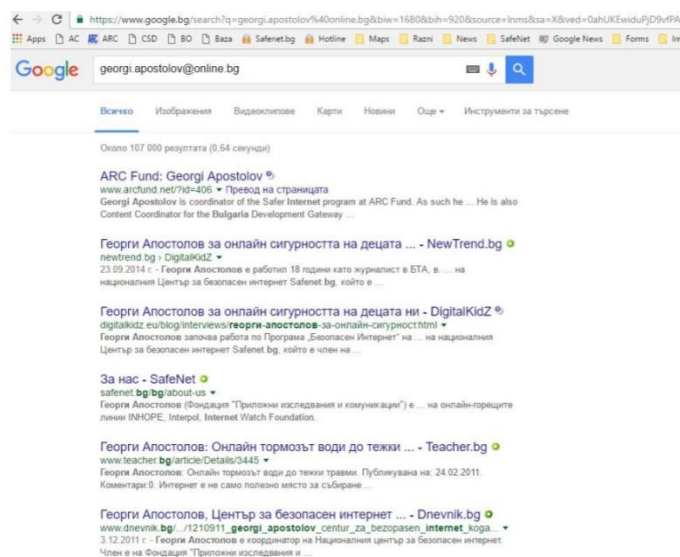 https://www.google.bg/search?q=georgi.apostolov%40online.bg&biw=1680&bih=920&source=lnms&sa=X&ved=0ahUKEwiduPjD9vfPA
Apps AC ARC CSD BO Baza Safenet.bg Hotline Maps Razni News SafeNet Google News Forms Im
Google georgi.apostolov@online.bg
Всичко Изображения Видеоклипове Карти Новини Още Инструменти за търсене
Около 107 000 резултата (0,64 секунди)
ARC Fund: Georgi Apostolov
www.arcfund.net/?id=406 Превод на страницата
Georgi Apostolov is coordinator of the Safer Internet program at ARC Fund. As such he ... He is also
Content Coordinator for the Bulgaria Development Gateway ...
Георги Апостолов за онлайн сигурността на децата ... - NewTrend.bg
newtrend.bg › DigitalKidZ
23.09.2014 г. - Георги Апостолов е работил 18 години като журналист в БТА, в. ... на
националния Център за безопасен интернет Safenet.bg, който е ...
Георги Апостолов за онлайн сигурността на децата ни - DigitalKidZ
digitalkidz.eu/blog/interviews/георги-апостолов-за-онлайн-сигурност.html
Георги Апостолов започва работа по Програма „Безопасен Интернет" на ... на националния
Център за безопасен интернет Safenet.bg, който е член на ...
За нас - SafeNet
safenet.bg/bg/about-us
Георги Апостолов (Фондация "Приложни изследвания и комуникации") е ... на онлайн-горещите
линии INHOPE, Interpol, Internet Watch Foundation.
Георги Апостолов: Онлайн тормозът води до тежки ... - Teacher.bg
www.teacher.bg/article/Details/3445
Георги Апостолов: Онлайн тормозът води до тежки травми. Публикувана на: 24.02.2011.
Коментари:0. Интернет е не само полезно място за събиране ...
Георги Апостолов, Център за безопасен интернет ... - Dnevnik.bg
www.dnevnik.bg/.../1210911_georgi_apostolov_centur_za_bezopasen_internet_koga...
3.12.2011 г. - Георги Апостолов е координатор на Националния център за безопасен интернет.
Член е на Фондация "Приложни изследвания и ...